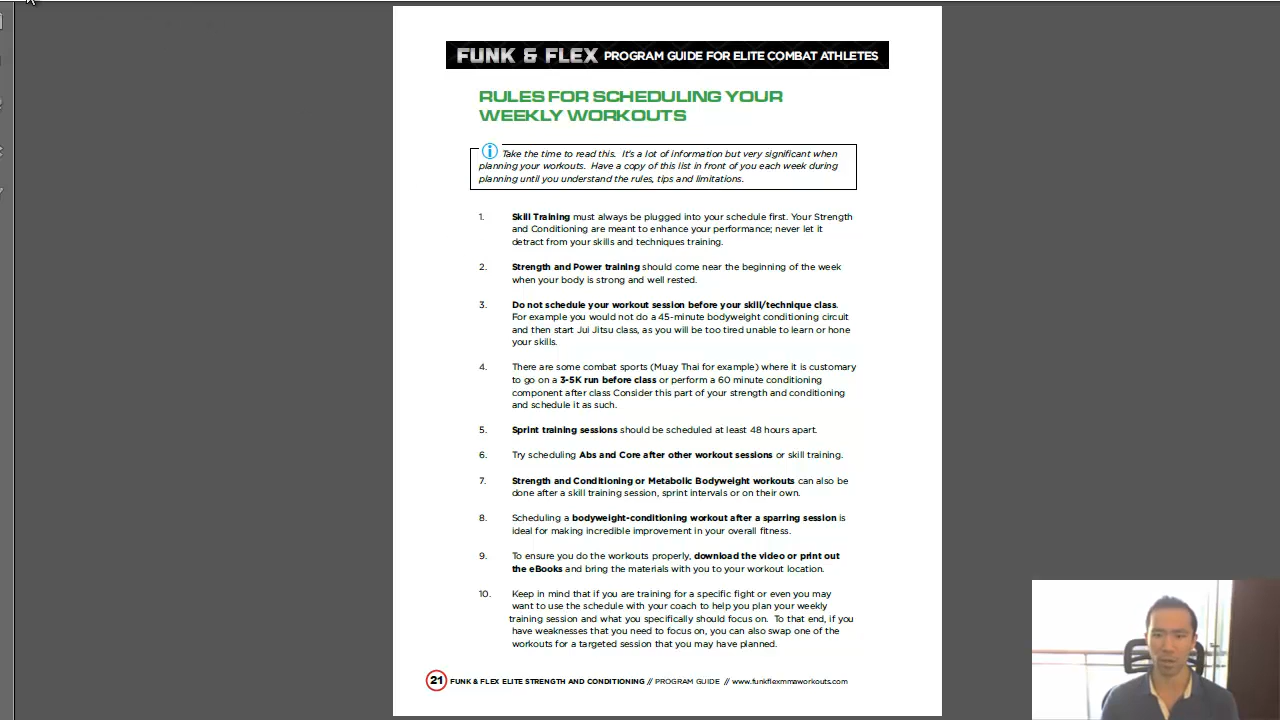 FUNK & FLEX PROGRAM GUIDE FOR ELITE COMBAT ATHLETES
RULES FOR SCHEDULING YOUR
WEEKLY WORKOUTS
i Take the time to read this. It's a lot of information but very significant when
planning your workouts. Have a copy of this list in front of you each week during
planning until you understand the rules, tips and limitations.
1. Skill Training must always be plugged into your schedule first. Your Strength
and Conditioning are meant to enhance your performance; never let it
detract from your skills and techniques training.
2. Strength and Power training should come near the beginning of the week
when your body is strong and well rested.
3. Do not schedule your workout session before your skill/technique class.
For example you would not do a 45-minute bodyweight conditioning circuit
and then start Jui Jitsu class, as you will be too tired unable to learn or hone
your skills.
4. There are some combat sports (Muay Thai for example) where it is customary
to go on a 3-5K run before class or perform a 60 minute conditioning
component after class Consider this part of your strength and conditioning
and schedule it as such.
5. Sprint training sessions should be scheduled at least 48 hours apart.
6. Try scheduling Abs and Core after other workout sessions or skill training.
7. Strength and Conditioning or Metabolic Bodyweight workouts can also be
done after a skill training session, sprint intervals or on their own.
8. Scheduling a bodyweight-conditioning workout after a sparring session is
ideal for making incredible improvement in your overall fitness.
9. To ensure you do the workouts properly, download the video or print out
the eBooks and bring the materials with you to your workout location.
10. Keep in mind that if you are training for a specific fight or even you may
want to use the schedule with your coach to help you plan your weekly
training session and what you specifically should focus on. To that end, if you
have weaknesses that you need to focus on, you can also swap one of the
workouts for a targeted session that you may have planned.
21 FUNK & FLEX ELITE STRENGTH AND CONDITIONING // PROGRAM GUIDE // www.funkflexmmaworkouts.com